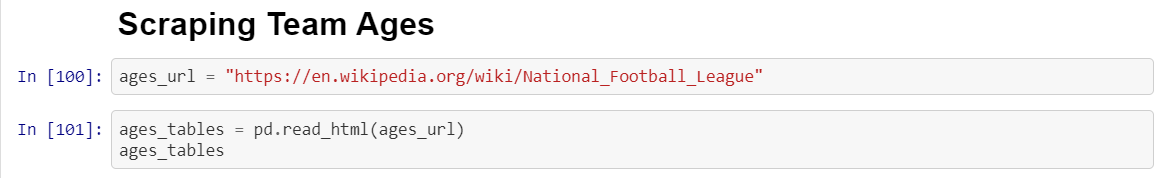 Scraping Team Ages
In [100]: ages_url = "https://en.wikipedia.org/wiki/National_Football_League"
In [101]: ages_tables = pd.read_html(ages_url)
ages_tables